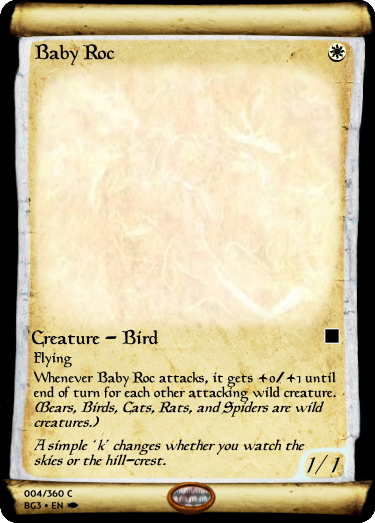 Baby Roc
Creature – Bird
Flying
Whenever Baby Roc attacks, it gets +0/+1 until
end of turn for each other attacking wild creature.
(Bears, Birds, Cats, Rats, and Spiders are wild
creatures.)
A simple ‘k’ changes whether you watch the
skies or the hill-crest.
1/1
004/360 C
BG3 • EN